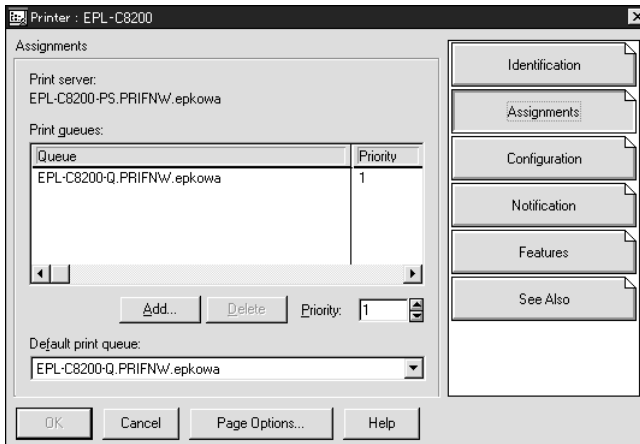 Printer : EPL-C8200
Assignments
Print server:
EPL-C8200-PS.PRIFNW.epkowa
Print queues:
Queue Priority
EPL-C8200-Q.PRIFNW.epkowa 1
Add... Delete Priority: 1
Default print queue:
EPL-C8200-Q.PRIFNW.epkowa
OK Cancel Page Options... Help
Identification
Assignments
Configuration
Notification
Features
See Also